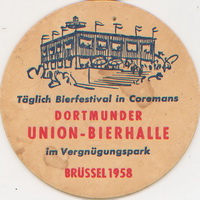 Täglich Bierfestival in Coremans
DORTMUNDER
UNION-BIERHALLE
im Vergnügungspark
BRÜSSEL 1958